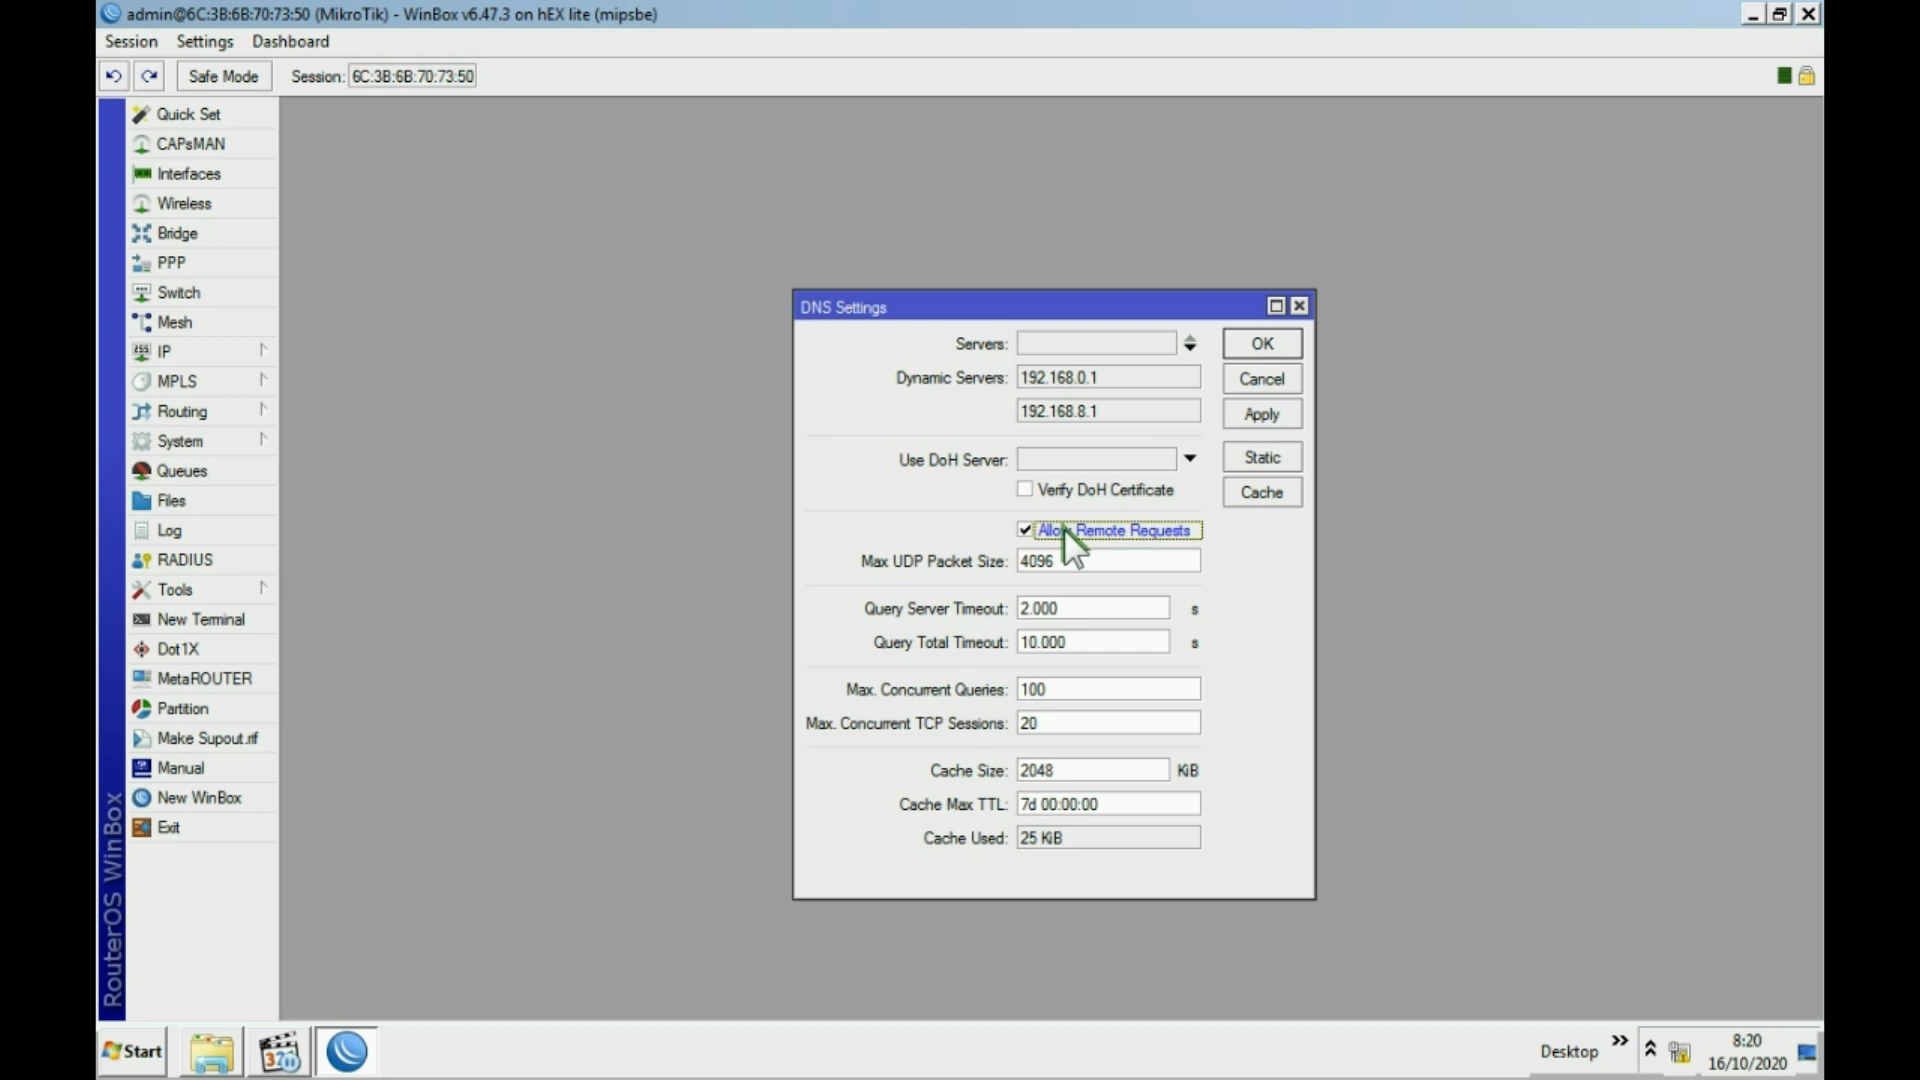 admin@6C:3B:6B:70:73:50 (MikroTik) - WinBox v6.47.3 on hEX lite (mipsbe)
Session Settings Dashboard
Safe Mode Session: 6C:3B:6B:70:73:50
Quick Set
CAPsMAN
Interfaces
Wireless
Bridge
PPP
Switch
Mesh
IP
MPLS
Routing
System
Queues
Files
Log
RADIUS
Tools
New Terminal
Dot1X
MetaROUTER
Partition
Make Supout.rif
Manual
New WinBox
Exit
RouterOS WinBox
DNS Settings
Servers:
Dynamic Servers: 192.168.0.1
192.168.8.1
Use DoH Server:
Verify DoH Certificate
Allow Remote Requests
Max UDP Packet Size: 4096
Query Server Timeout: 2.000 s
Query Total Timeout: 10.000 s
Max. Concurrent Queries: 100
Max. Concurrent TCP Sessions: 20
Cache Size: 2048 KiB
Cache Max TTL: 7d 00:00:00
Cache Used: 25 KiB
OK
Cancel
Apply
Static
Cache
Start
Desktop
8:20
16/10/2020